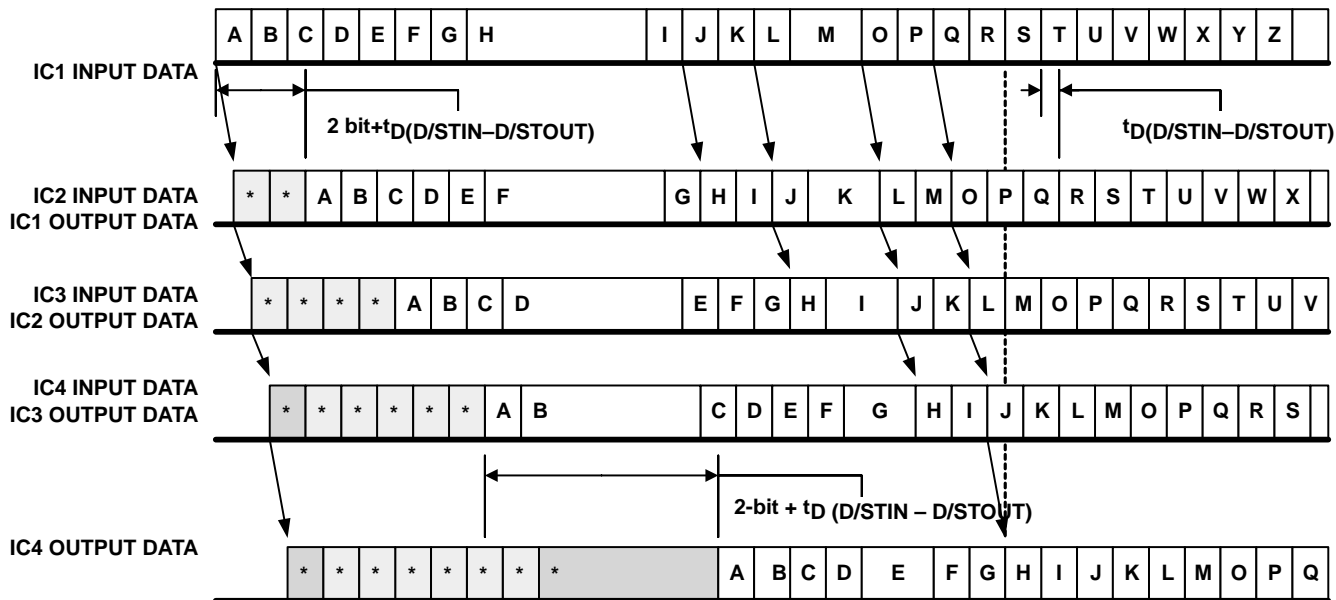 A B C D E F G H I J K L M O P Q R S T U V W X Y Z
IC1 INPUT DATA
2 bit+tD(D/STIN–D/STOUT)
tD(D/STIN–D/STOUT)
IC2 INPUT DATA
IC1 OUTPUT DATA
* * A B C D E F G H I J K L M O P Q R S T U V W X
IC3 INPUT DATA
IC2 OUTPUT DATA
* * * * A B C D E F G H I J K L M O P Q R S T U V
IC4 INPUT DATA
IC3 OUTPUT DATA
* * * * * * A B C D E F G H I J K L M O P Q R S
2-bit + tD (D/STIN – D/STOUT)
IC4 OUTPUT DATA
* * * * * * * * A B C D E F G H I J K L M O P Q